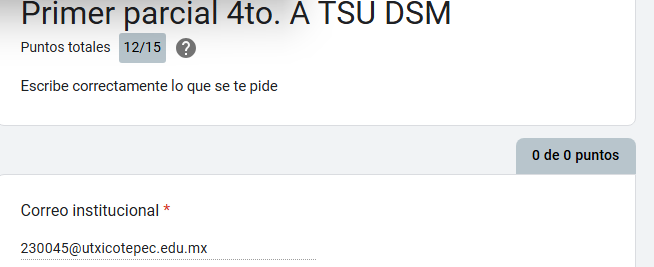 Primer parcial 4to. A TSU DSM
Puntos totales 12/15 ?
Escribe correctamente lo que se te pide
0 de 0 puntos
Correo institucional *
230045@utxicotepec.edu.mx